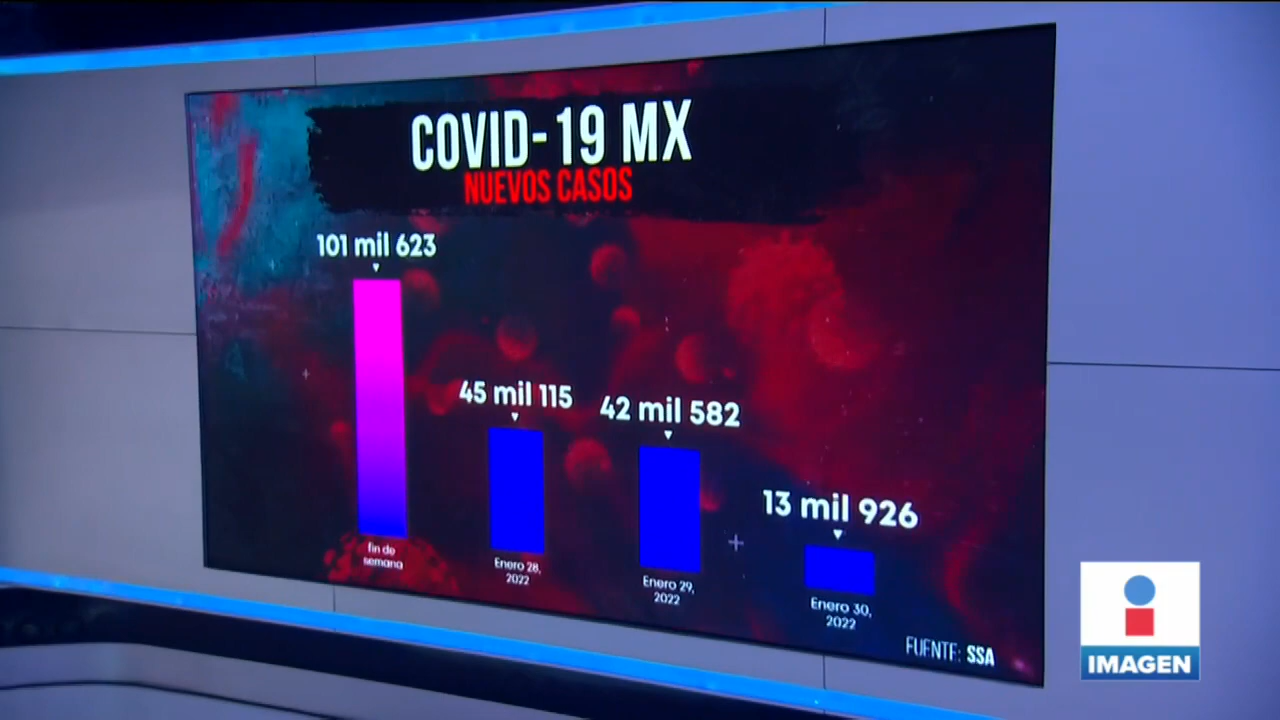 COVID-19 MX
NUEVOS CASOS
101 mil 623
45 mil 115
42 mil 582
13 mil 926
fin de
semana
Enero 28,
2022
Enero 29,
2022
Enero 30,
2022
FUENTE: SSA
IMAGEN